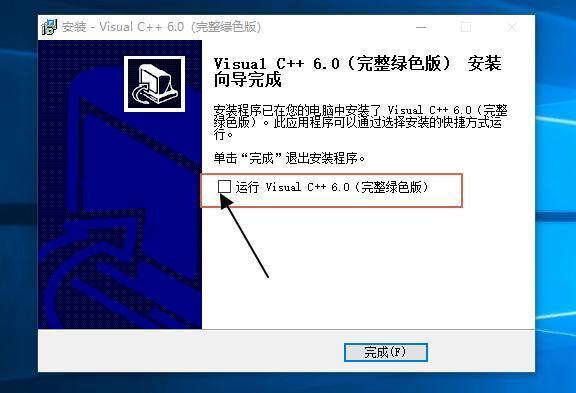 安装 - Visual C++ 6.0 (完整绿色版)
Visual C++ 6.0（完整绿色版） 安装
向导完成
安装程序已在您的电脑中安装了 Visual C++ 6.0（完整
绿色版）。此应用程序可以通过选择安装的快捷方式运
行。
单击“完成”退出安装程序。
运行 Visual C++ 6.0（完整绿色版）
完成(F)